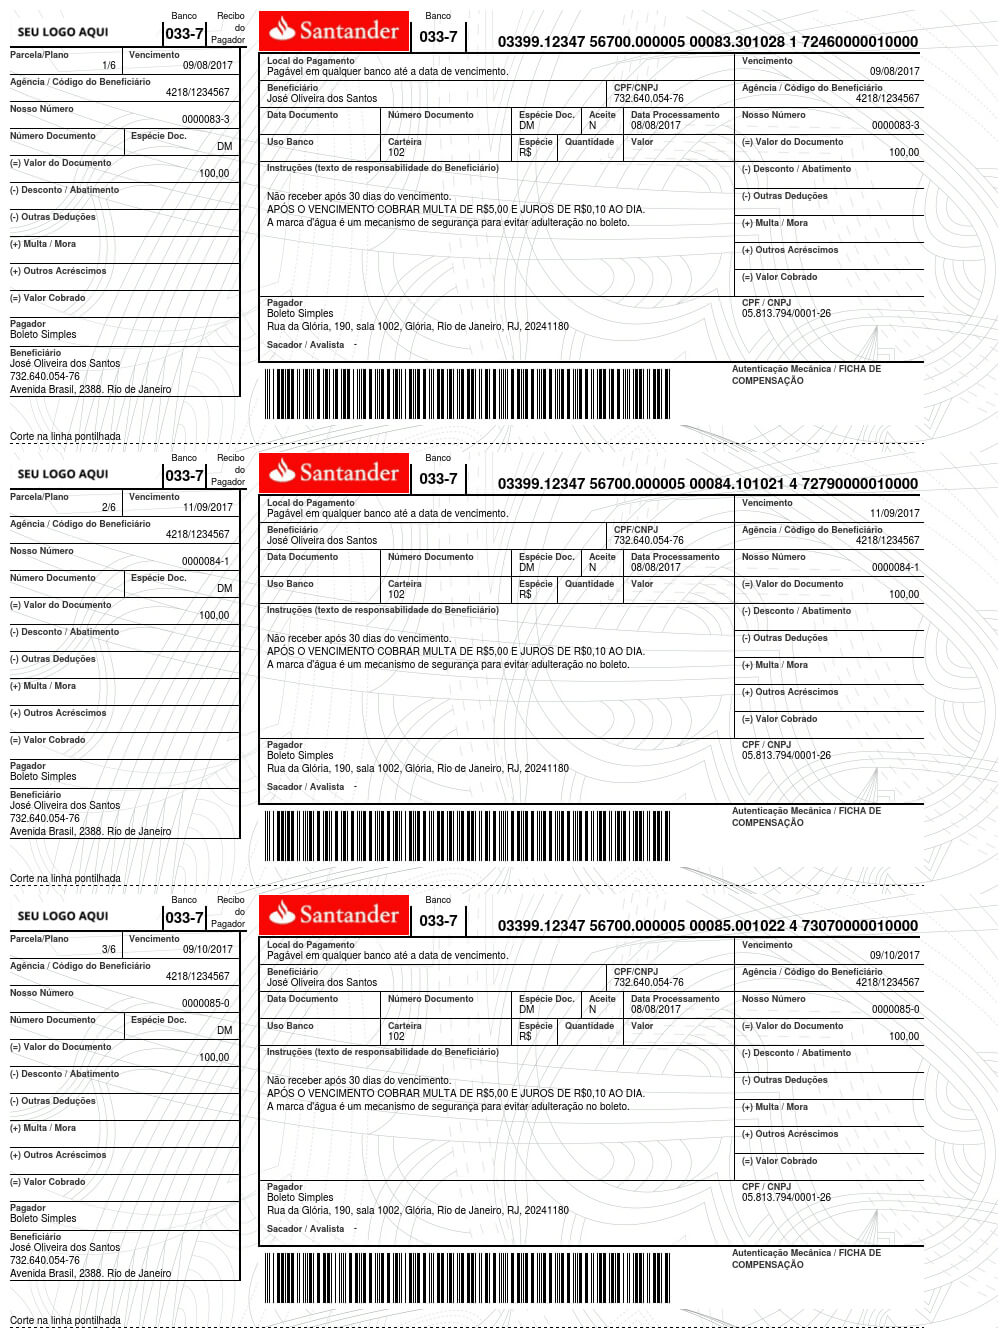 SEU LOGO AQUI
Banco
033-7
Recibo
do
Pagador
Parcela/Plano
1/6
Vencimento
09/08/2017
Agência / Código do Beneficiário
4218/1234567
Nosso Número
0000083-3
Número Documento
Espécie Doc.
DM
(=) Valor do Documento
100,00
(-) Desconto / Abatimento
(-) Outras Deduções
(+) Multa / Mora
(+) Outros Acréscimos
(=) Valor Cobrado
Pagador
Boleto Simples
Beneficiário
José Oliveira dos Santos
732.640.054-76
Avenida Brasil, 2388. Rio de Janeiro
Santander
Banco
033-7
03399.12347 56700.000005 00083.301028 1 72460000010000
Local do Pagamento
Pagável em qualquer banco até a data de vencimento.
Vencimento
09/08/2017
Beneficiário
José Oliveira dos Santos
CPF/CNPJ
732.640.054-76
Agência / Código do Beneficiário
4218/1234567
Data Documento
Número Documento
Espécie Doc.
DM
Aceite
N
Data Processamento
08/08/2017
Nosso Número
0000083-3
Uso Banco
Carteira
102
Espécie
R$
Quantidade
Valor
(=) Valor do Documento
100,00
Instruções (texto de responsabilidade do Beneficiário)
Não receber após 30 dias do vencimento.
APÓS O VENCIMENTO COBRAR MULTA DE R$5,00 E JUROS DE R$0,10 AO DIA.
A marca d'água é um mecanismo de segurança para evitar adulteração no boleto.
(-) Desconto / Abatimento
(-) Outras Deduções
(+) Multa / Mora
(+) Outros Acréscimos
(=) Valor Cobrado
Pagador
Boleto Simples
Rua da Glória, 190, sala 1002, Glória, Rio de Janeiro, RJ, 20241180
CPF / CNPJ
05.813.794/0001-26
Sacador / Avalista -
Autenticação Mecânica / FICHA DE
COMPENSAÇÃO
Corte na linha pontilhada
SEU LOGO AQUI
Banco
033-7
Recibo
do
Pagador
Parcela/Plano
2/6
Vencimento
11/09/2017
Agência / Código do Beneficiário
4218/1234567
Nosso Número
0000084-1
Número Documento
Espécie Doc.
DM
(=) Valor do Documento
100,00
(-) Desconto / Abatimento
(-) Outras Deduções
(+) Multa / Mora
(+) Outros Acréscimos
(=) Valor Cobrado
Pagador
Boleto Simples
Beneficiário
José Oliveira dos Santos
732.640.054-76
Avenida Brasil, 2388. Rio de Janeiro
Santander
Banco
033-7
03399.12347 56700.000005 00084.101021 4 72790000010000
Local do Pagamento
Pagável em qualquer banco até a data de vencimento.
Vencimento
11/09/2017
Beneficiário
José Oliveira dos Santos
CPF/CNPJ
732.640.054-76
Agência / Código do Beneficiário
4218/1234567
Data Documento
Número Documento
Espécie Doc.
DM
Aceite
N
Data Processamento
08/08/2017
Nosso Número
0000084-1
Uso Banco
Carteira
102
Espécie
R$
Quantidade
Valor
(=) Valor do Documento
100,00
Instruções (texto de responsabilidade do Beneficiário)
Não receber após 30 dias do vencimento.
APÓS O VENCIMENTO COBRAR MULTA DE R$5,00 E JUROS DE R$0,10 AO DIA.
A marca d'água é um mecanismo de segurança para evitar adulteração no boleto.
(-) Desconto / Abatimento
(-) Outras Deduções
(+) Multa / Mora
(+) Outros Acréscimos
(=) Valor Cobrado
Pagador
Boleto Simples
Rua da Glória, 190, sala 1002, Glória, Rio de Janeiro, RJ, 20241180
CPF / CNPJ
05.813.794/0001-26
Sacador / Avalista -
Autenticação Mecânica / FICHA DE
COMPENSAÇÃO
Corte na linha pontilhada
SEU LOGO AQUI
Banco
033-7
Recibo
do
Pagador
Parcela/Plano
3/6
Vencimento
09/10/2017
Agência / Código do Beneficiário
4218/1234567
Nosso Número
0000085-0
Número Documento
Espécie Doc.
DM
(=) Valor do Documento
100,00
(-) Desconto / Abatimento
(-) Outras Deduções
(+) Multa / Mora
(+) Outros Acréscimos
(=) Valor Cobrado
Pagador
Boleto Simples
Beneficiário
José Oliveira dos Santos
732.640.054-76
Avenida Brasil, 2388. Rio de Janeiro
Santander
Banco
033-7
03399.12347 56700.000005 00085.001022 4 73070000010000
Local do Pagamento
Pagável em qualquer banco até a data de vencimento.
Vencimento
09/10/2017
Beneficiário
José Oliveira dos Santos
CPF/CNPJ
732.640.054-76
Agência / Código do Beneficiário
4218/1234567
Data Documento
Número Documento
Espécie Doc.
DM
Aceite
N
Data Processamento
08/08/2017
Nosso Número
0000085-0
Uso Banco
Carteira
102
Espécie
R$
Quantidade
Valor
(=) Valor do Documento
100,00
Instruções (texto de responsabilidade do Beneficiário)
Não receber após 30 dias do vencimento.
APÓS O VENCIMENTO COBRAR MULTA DE R$5,00 E JUROS DE R$0,10 AO DIA.
A marca d'água é um mecanismo de segurança para evitar adulteração no boleto.
(-) Desconto / Abatimento
(-) Outras Deduções
(+) Multa / Mora
(+) Outros Acréscimos
(=) Valor Cobrado
Pagador
Boleto Simples
Rua da Glória, 190, sala 1002, Glória, Rio de Janeiro, RJ, 20241180
CPF / CNPJ
05.813.794/0001-26
Sacador / Avalista -
Autenticação Mecânica / FICHA DE
COMPENSAÇÃO
Corte na linha pontilhada